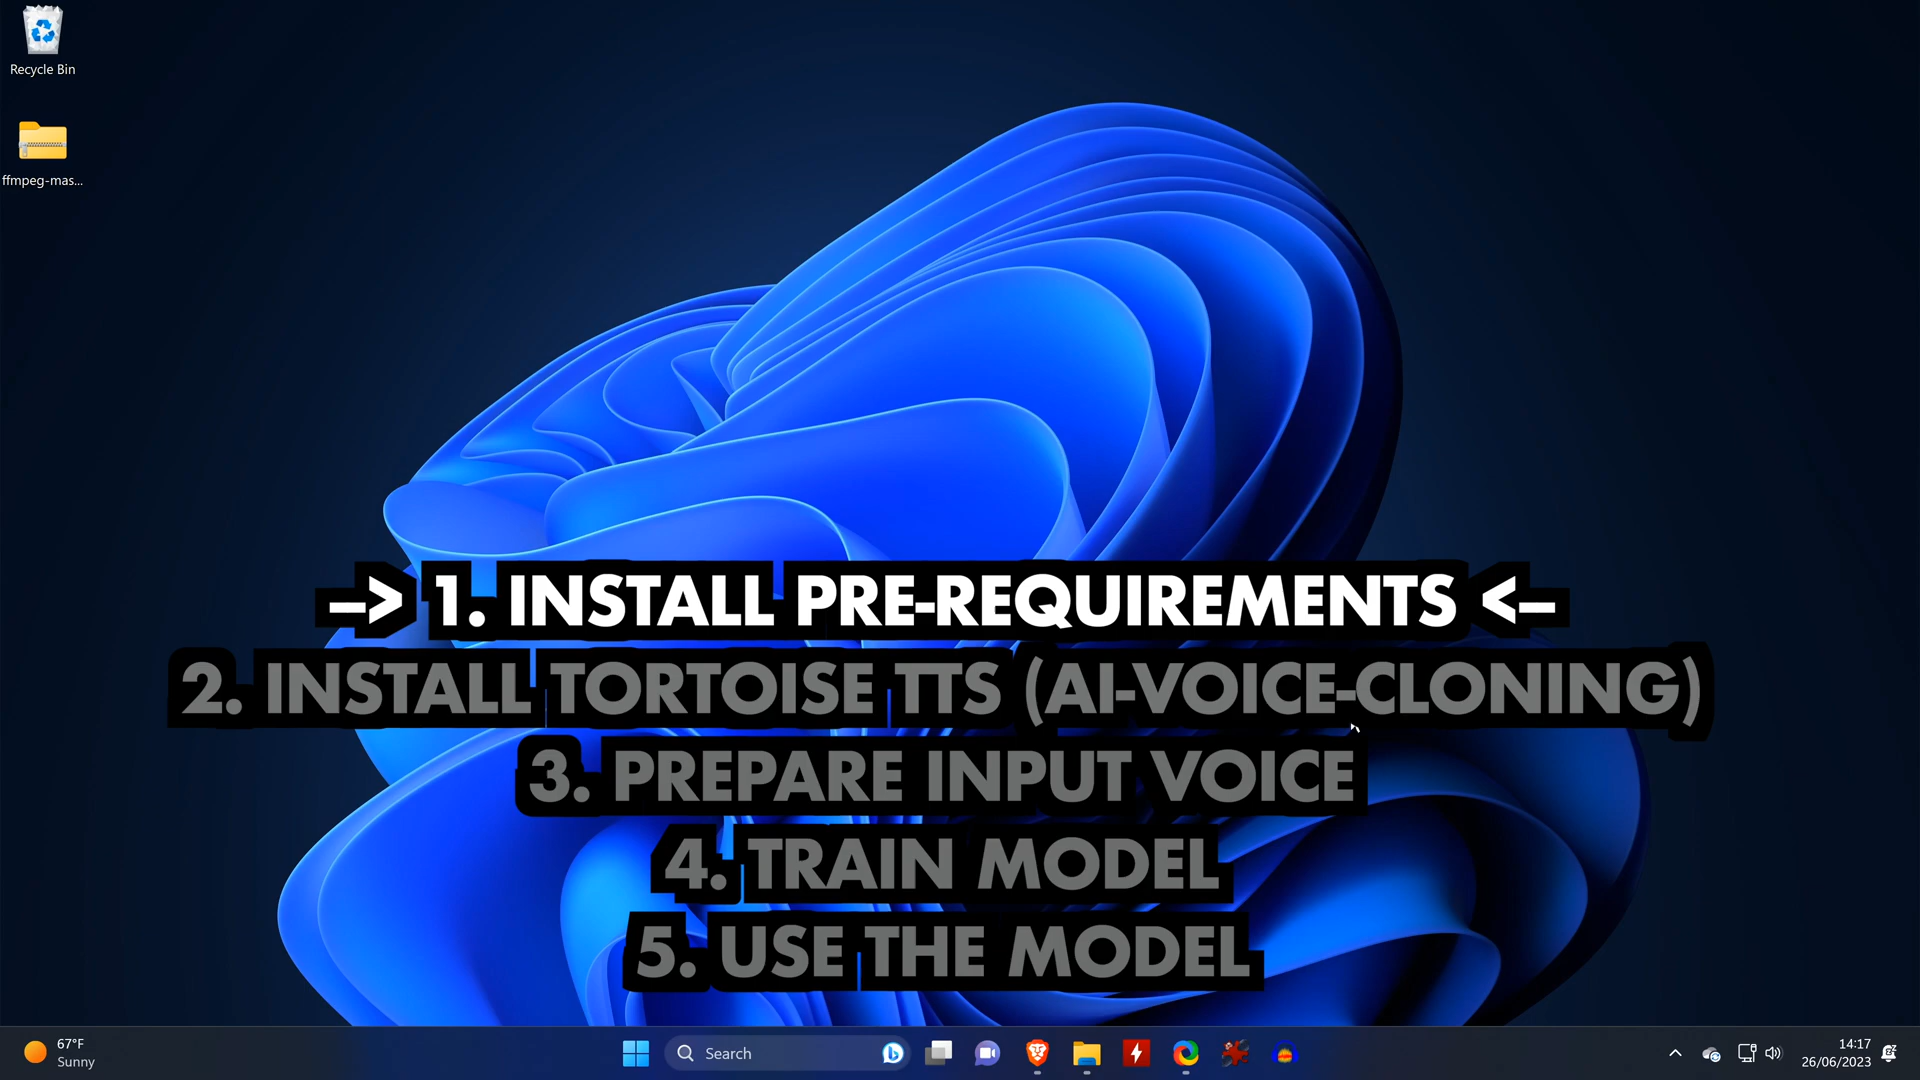 Recycle Bin
ffmpeg-mas...
–> 1. INSTALL PRE-REQUIREMENTS <–
2. INSTALL TORTOISE TTS (AI-VOICE-CLONING)
3. PREPARE INPUT VOICE
4. TRAIN MODEL
5. USE THE MODEL
67°F
Sunny
Search
14:17
26/06/2023